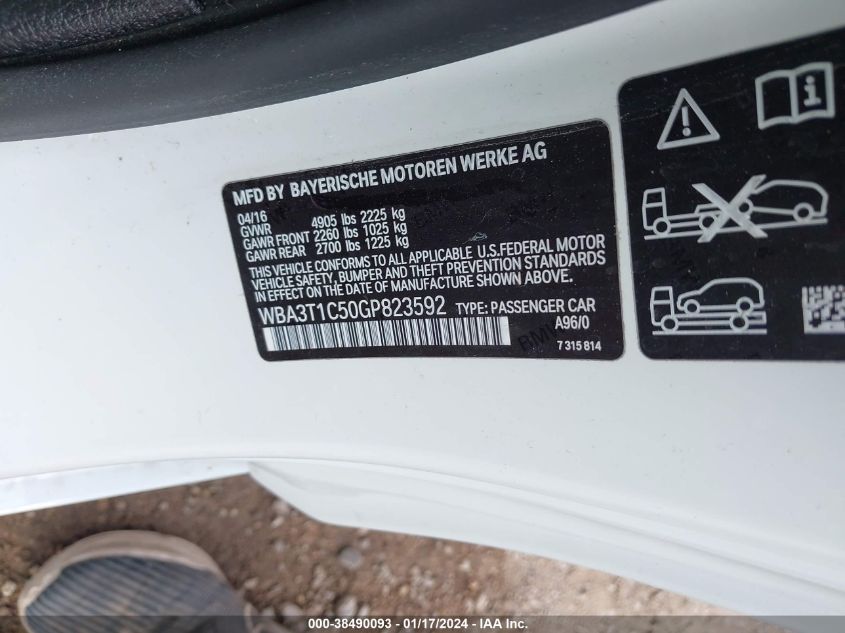 MFD BY BAYERISCHE MOTOREN WERKE AG
04/16
GVWR 4905 lbs 2225 kg
GAWR FRONT 2260 lbs 1025 kg
GAWR REAR 2700 lbs 1225 kg
THIS VEHICLE CONFORMS TO ALL APPLICABLE U.S.FEDERAL MOTOR
VEHICLE SAFETY, BUMPER AND THEFT PREVENTION STANDARDS
IN EFFECT ON THE DATE OF MANUFACTURE SHOWN ABOVE.
WBA3T1C50GP823592 TYPE: PASSENGER CAR
A96/0
7 315 814
000-38490093 - 01/17/2024 - IAA Inc.